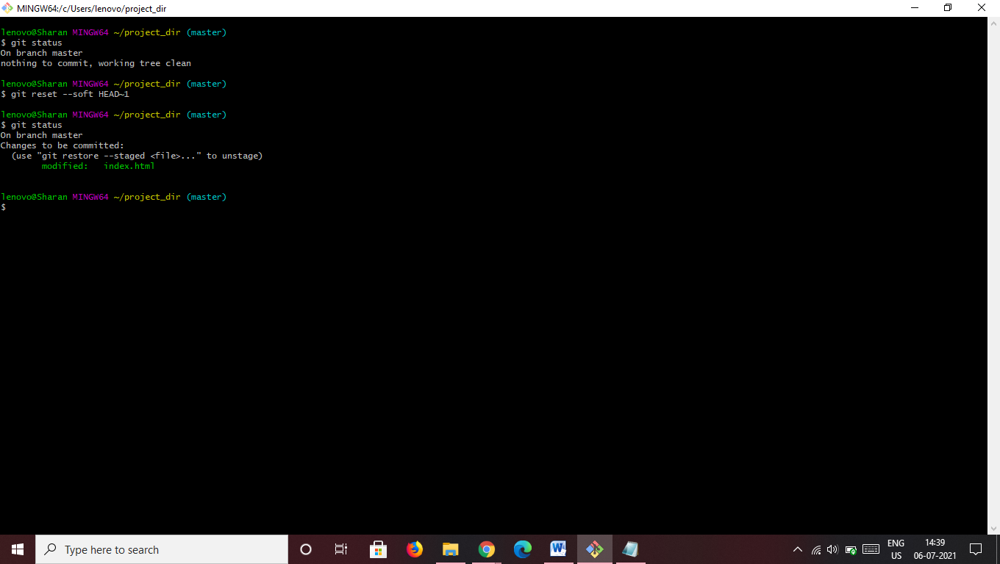 MINGW64:/c/Users/lenovo/project_dir
lenovo@Sharan MINGW64 ~/project_dir (master)
$ git status
On branch master
nothing to commit, working tree clean
lenovo@Sharan MINGW64 ~/project_dir (master)
$ git reset --soft HEAD~1
lenovo@Sharan MINGW64 ~/project_dir (master)
$ git status
On branch master
Changes to be committed:
(use "git restore --staged <file>..." to unstage)
modified: index.html
lenovo@Sharan MINGW64 ~/project_dir (master)
$
Type here to search
W
ENG
US
14:39
06-07-2021